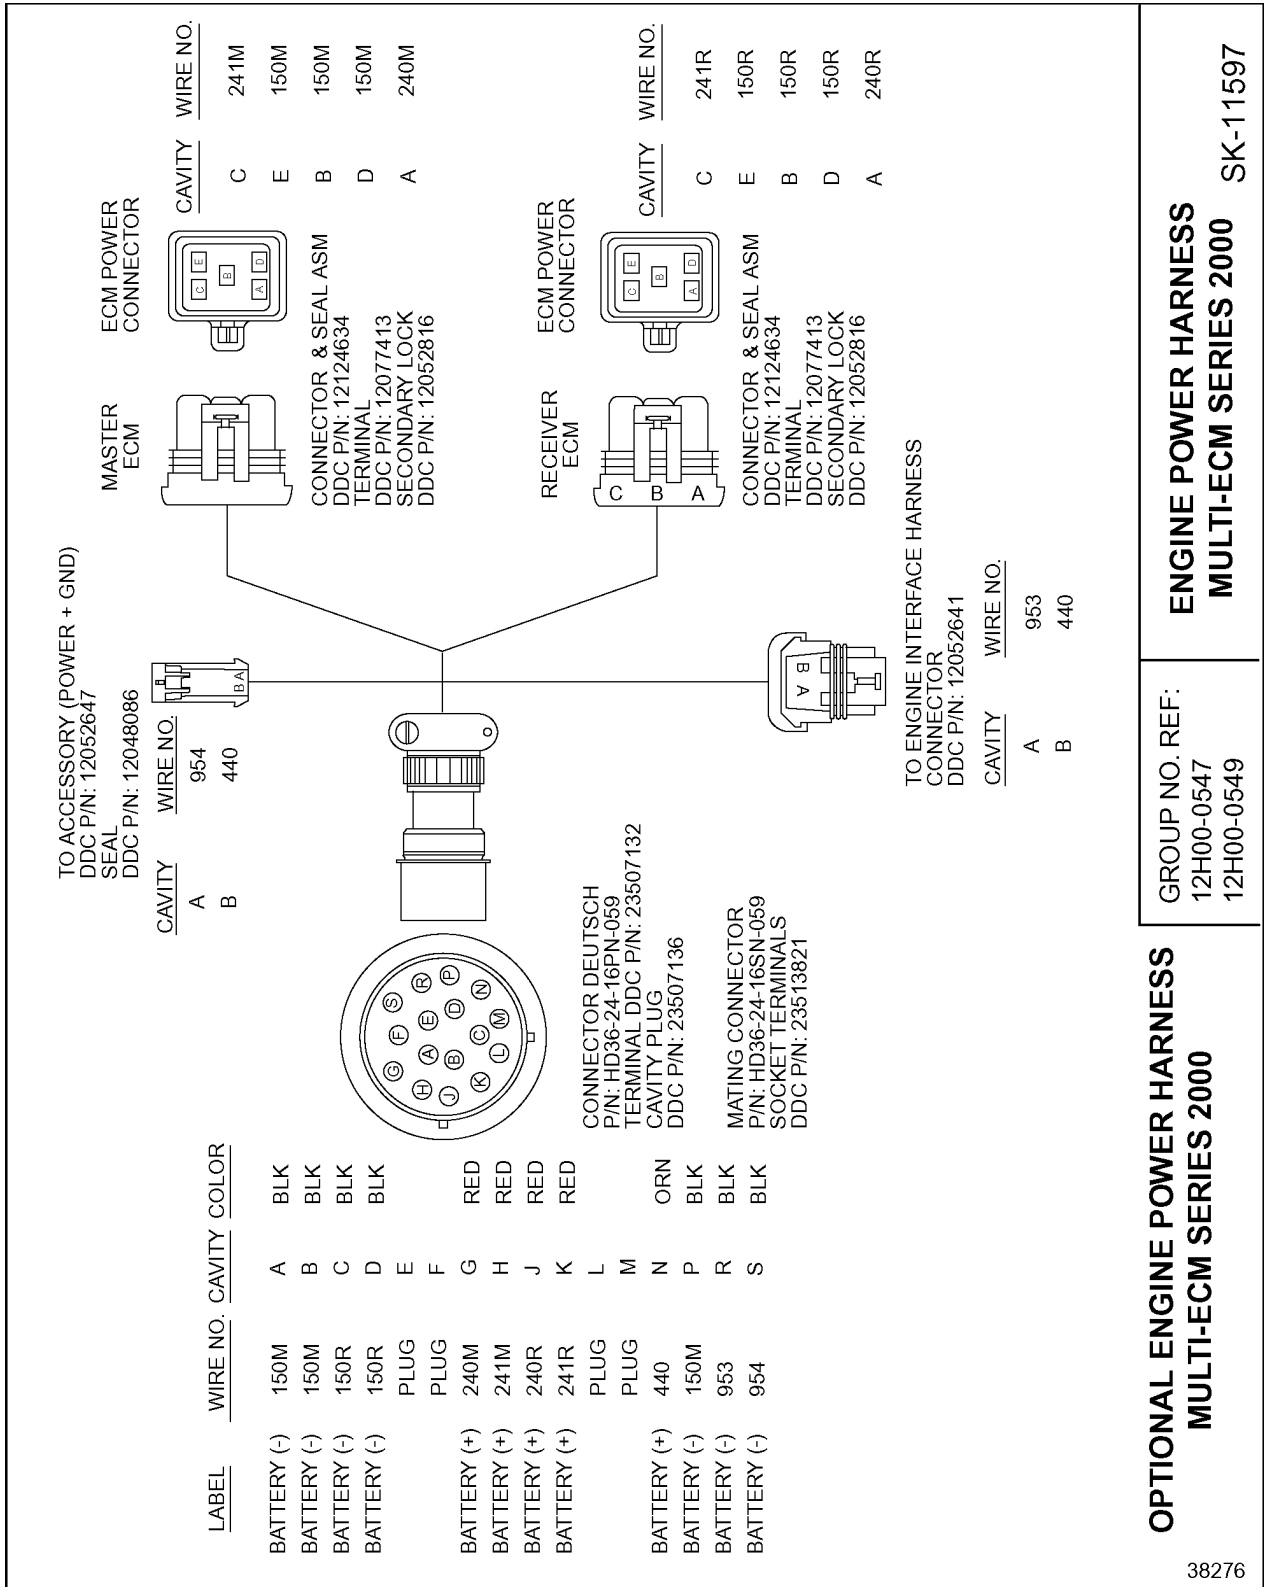 TO ACCESSORY (POWER + GND)
DDC P/N: 12052647
SEAL
DDC P/N: 12048086
CAVITY WIRE NO.
A 954
B 440
B A
MASTER
ECM
ECM POWER
CONNECTOR
C E
B
A D
CAVITY WIRE NO.
C 241M
E 150M
B 150M
D 150M
A 240M
CONNECTOR & SEAL ASM
DDC P/N: 12124634
TERMINAL
DDC P/N: 12077413
SECONDARY LOCK
DDC P/N: 12052816
RECEIVER
ECM
C B A
ECM POWER
CONNECTOR
C E
B
A D
CAVITY WIRE NO.
C 241R
E 150R
B 150R
D 150R
A 240R
CONNECTOR & SEAL ASM
DDC P/N: 12124634
TERMINAL
DDC P/N: 12077413
SECONDARY LOCK
DDC P/N: 12052816
LABEL WIRE NO. CAVITY COLOR
BATTERY (-) 150M A BLK
BATTERY (-) 150M B BLK
BATTERY (-) 150R C BLK
BATTERY (-) 150R D BLK
PLUG E
PLUG F
BATTERY (+) 240M G RED
BATTERY (+) 241M H RED
BATTERY (+) 240R J RED
BATTERY (+) 241R K RED
PLUG L
PLUG M
BATTERY (+) 440 N ORN
BATTERY (-) 150M P BLK
BATTERY (-) 953 R BLK
BATTERY (-) 954 S BLK
G F S
H A E R
J B D P
K C N
L M
CONNECTOR DEUTSCH
P/N: HD36-24-16PN-059
TERMINAL DDC P/N: 23507132
CAVITY PLUG
DDC P/N: 23507136
MATING CONNECTOR
P/N: HD36-24-16SN-059
SOCKET TERMINALS
DDC P/N: 23513821
A B
TO ENGINE INTERFACE HARNESS
CONNECTOR
DDC P/N: 12052641
CAVITY WIRE NO.
A 953
B 440
OPTIONAL ENGINE POWER HARNESS
MULTI-ECM SERIES 2000
GROUP NO. REF:
12H00-0547
12H00-0549
ENGINE POWER HARNESS
MULTI-ECM SERIES 2000
SK-11597
38276